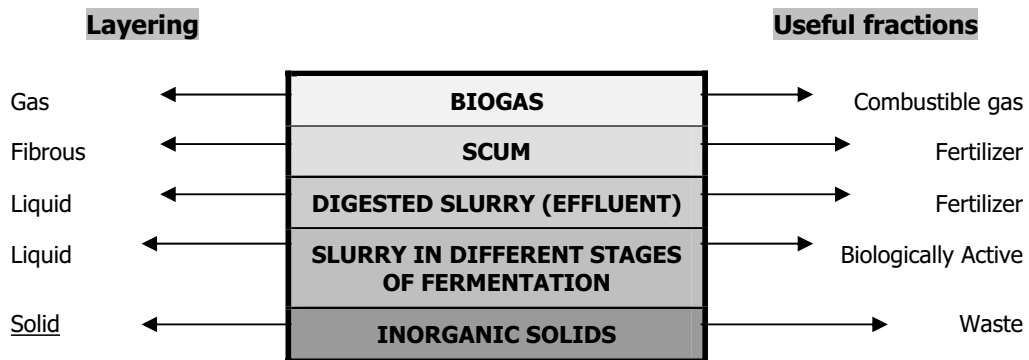 Layering Useful fractions
Gas BIOGAS Combustible gas
Fibrous SCUM Fertilizer
Liquid DIGESTED SLURRY (EFFLUENT) Fertilizer
Liquid SLURRY IN DIFFERENT STAGES Biologically Active
OF FERMENTATION
Solid INORGANIC SOLIDS Waste